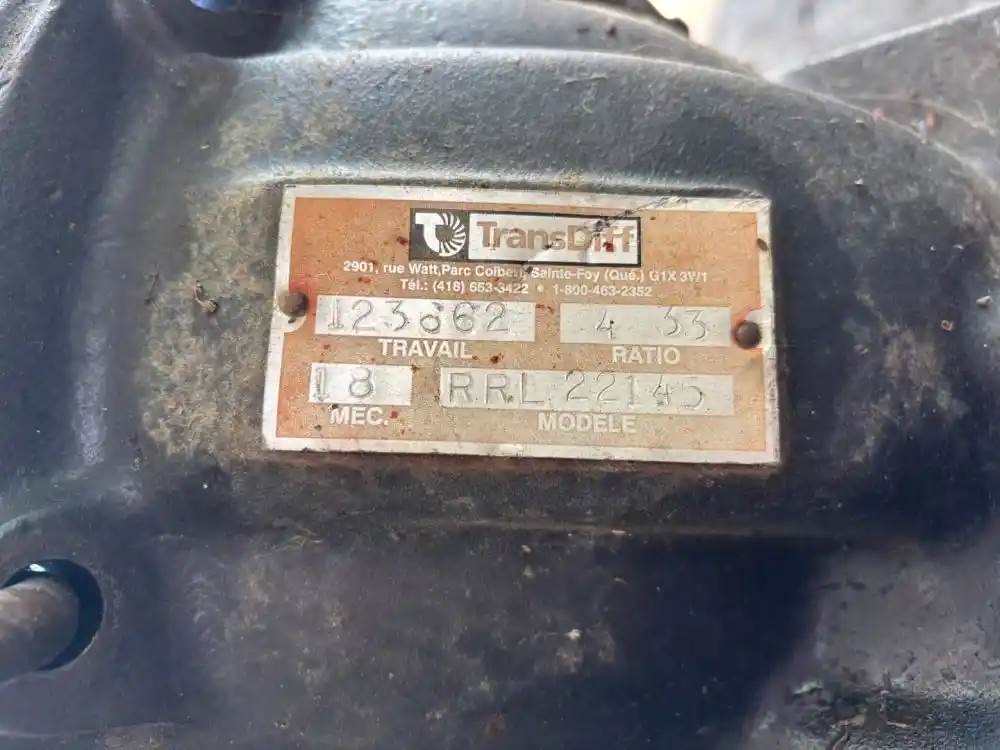 TransDiff
2901, rue Watt, Parc Colbert, Sainte-Foy (Qué.) G1X 3W1
Tél.: (418) 653-3422 • 1-800-463-2352
123862 4 33
TRAVAIL RATIO
18 RRL 22145
MEC. MODÈLE